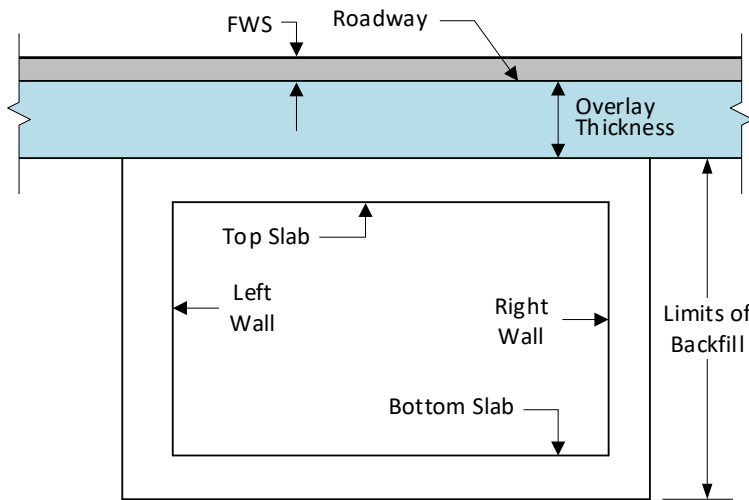 FWS
Roadway
Overlay
Thickness
Top Slab
Left
Wall
Right
Wall
Limits of
Backfill
Bottom Slab